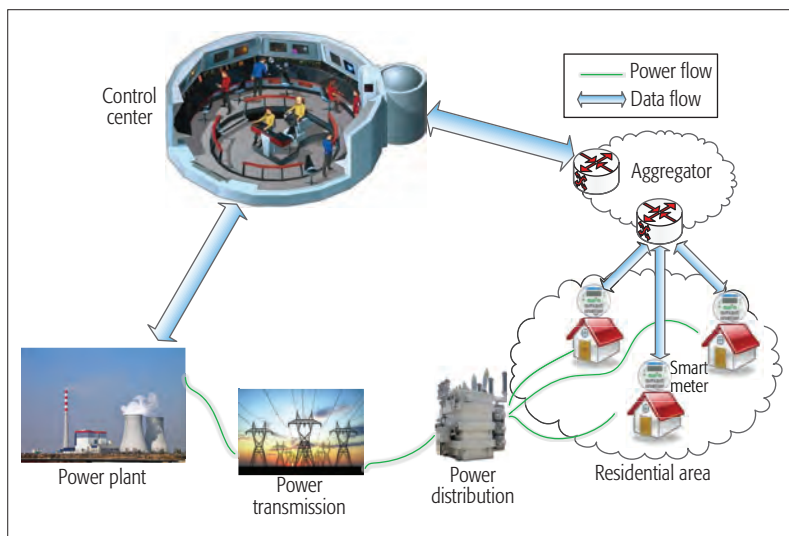 Control
center
Power flow
Data flow
Aggregator
Smart
meter
Power plant
Power
transmission
Power
distribution
Residential area